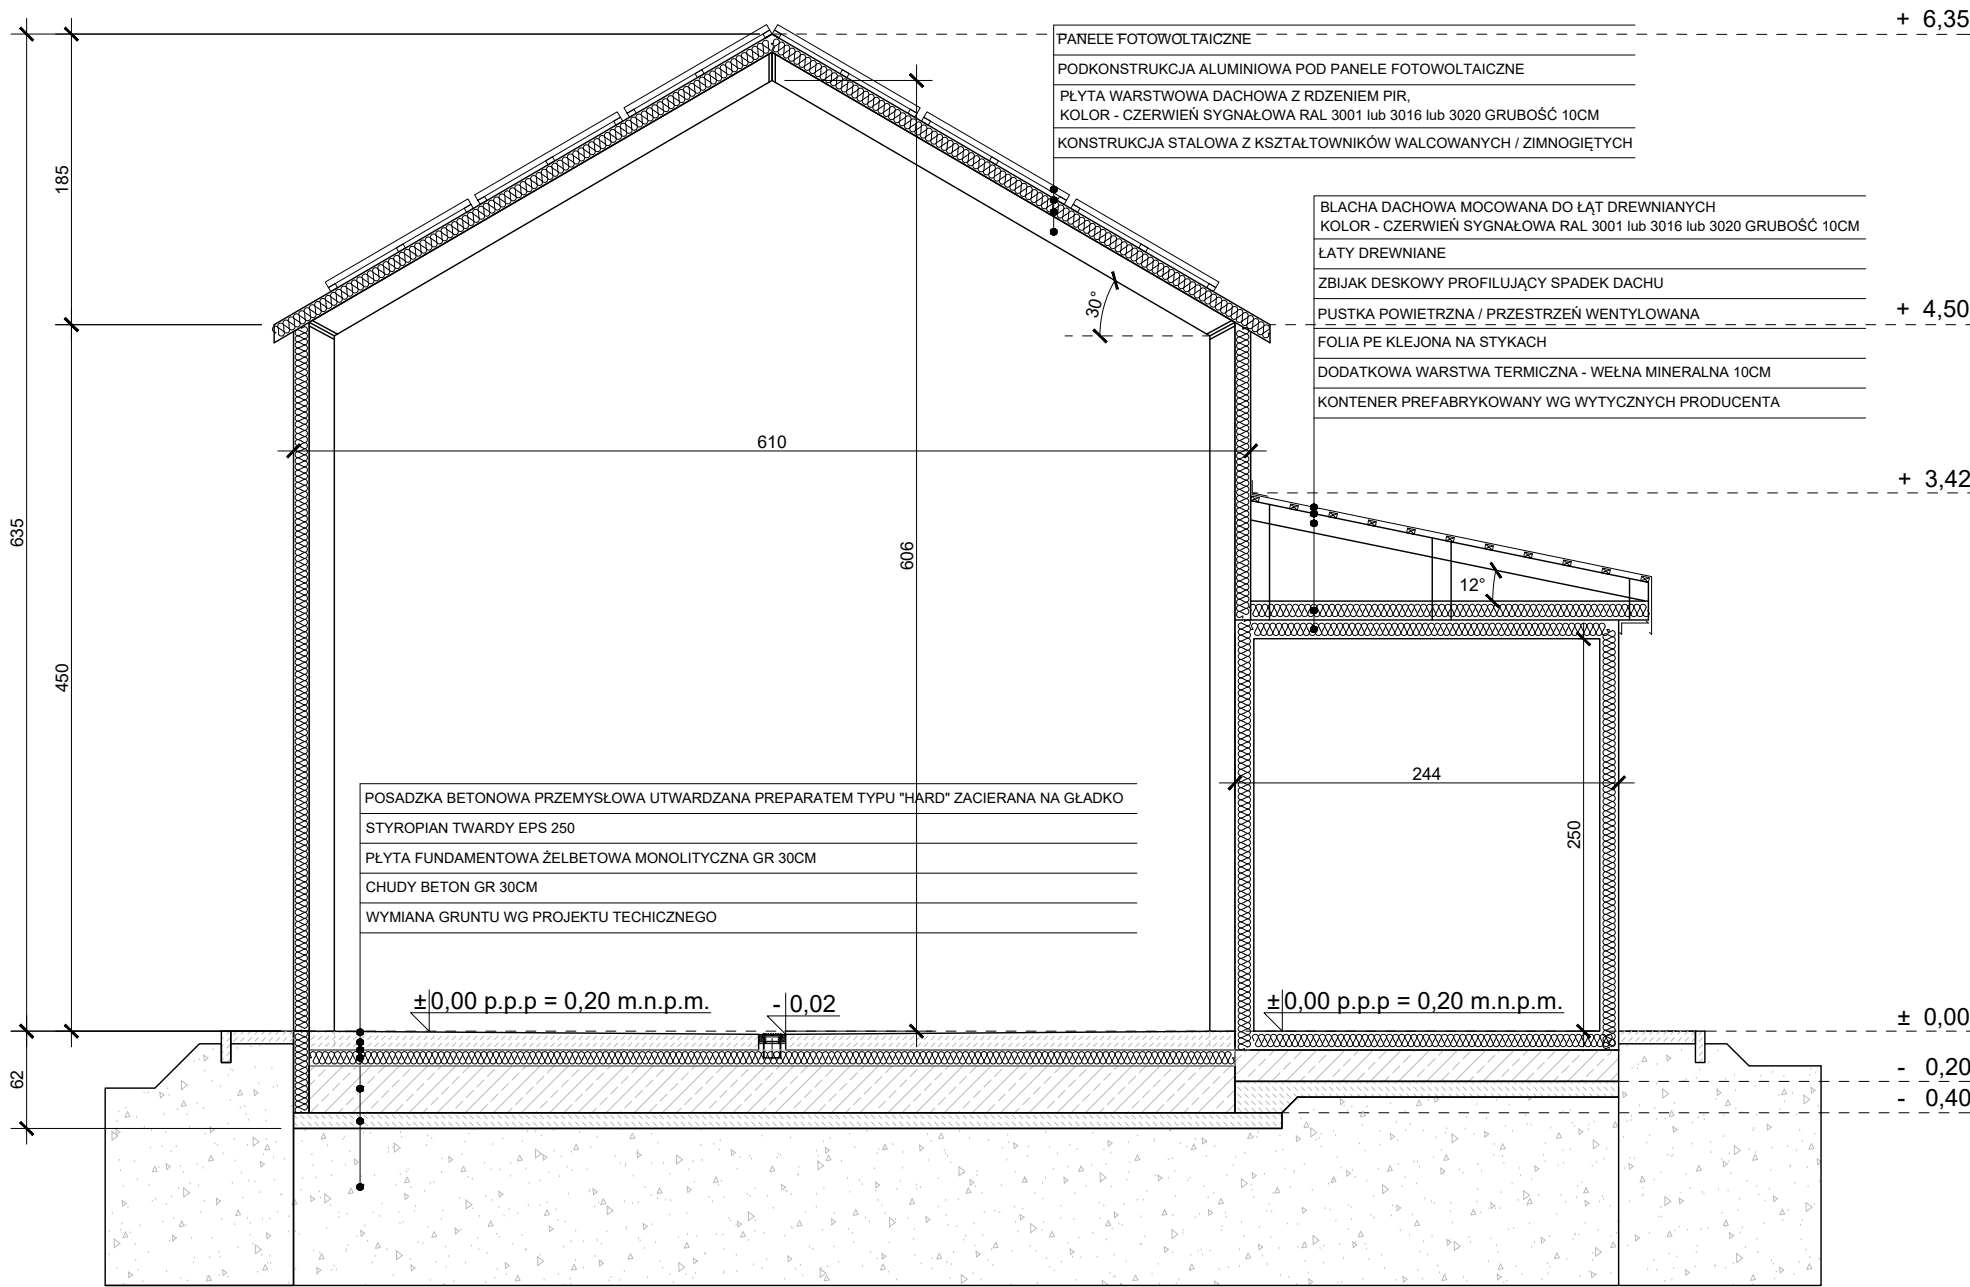 + 6,35
PANELE FOTOWOLTAICZNE
PODKONSTRUKCJA ALUMINIOWA POD PANELE FOTOWOLTAICZNE
PŁYTA WARSTWOWA DACHOWA Z RDZENIEM PIR,
KOLOR - CZERWIEŃ SYGNAŁOWA RAL 3001 lub 3016 lub 3020 GRUBOŚĆ 10CM
KONSTRUKCJA STALOWA Z KSZTAŁTOWNIKÓW WALCOWANYCH / ZIMNOGIĘTYCH
185
BLACHA DACHOWA MOCOWANA DO ŁĄT DREWNIANYCH
KOLOR - CZERWIEŃ SYGNAŁOWA RAL 3001 lub 3016 lub 3020 GRUBOŚĆ 10CM
ŁATY DREWNIANE
ZBIJAK DESKOWY PROFILUJĄCY SPADEK DACHU
PUSTKA POWIETRZNA / PRZESTRZEŃ WENTYLOWANA
FOLIA PE KLEJONA NA STYKACH
DODATKOWA WARSTWA TERMICZNA - WEŁNA MINERALNA 10CM
KONTENER PREFABRYKOWANY WG WYTYCZNYCH PRODUCENTA
30°
+ 4,50
610
+ 3,42
635
606
12°
450
244
250
POSADZKA BETONOWA PRZEMYSŁOWA UTWARDZANA PREPARATEM TYPU "HARD" ZACIERANA NA GŁADKO
STYROPIAN TWARDY EPS 250
PŁYTA FUNDAMENTOWA ŻELBETOWA MONOLITYCZNA GR 30CM
CHUDY BETON GR 30CM
WYMIANA GRUNTU WG PROJEKTU TECHICZNEGO
±0,00 p.p.p = 0,20 m.n.p.m.
- 0,02
±0,00 p.p.p = 0,20 m.n.p.m.
± 0,00
62
- 0,20
- 0,40